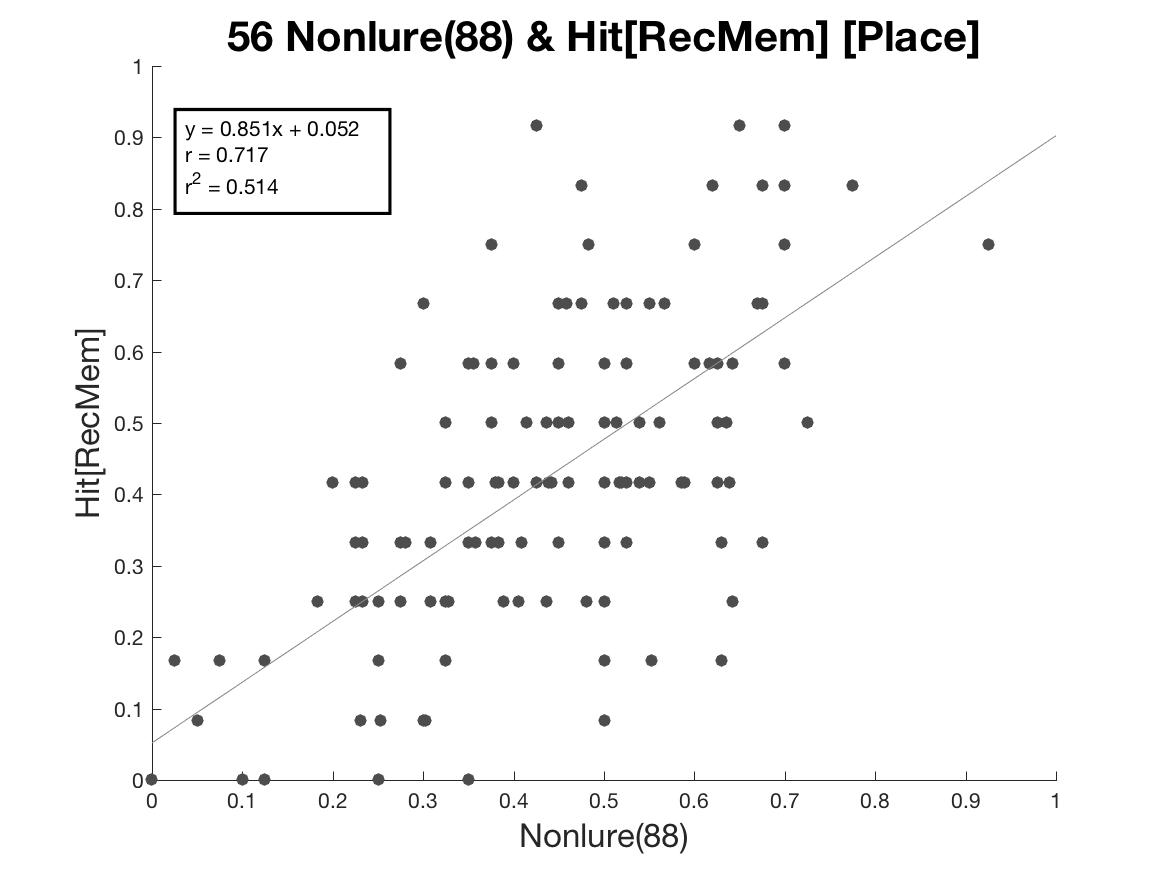 56 Nonlure(88) & Hit[RecMem] [Place]
y = 0.851x + 0.052
r = 0.717
r² = 0.514
1
0.9
0.8
0.7
0.6
0.5
0.4
0.3
0.2
0.1
0
Hit[RecMem]
0 0.1 0.2 0.3 0.4 0.5 0.6 0.7 0.8 0.9 1
Nonlure(88)